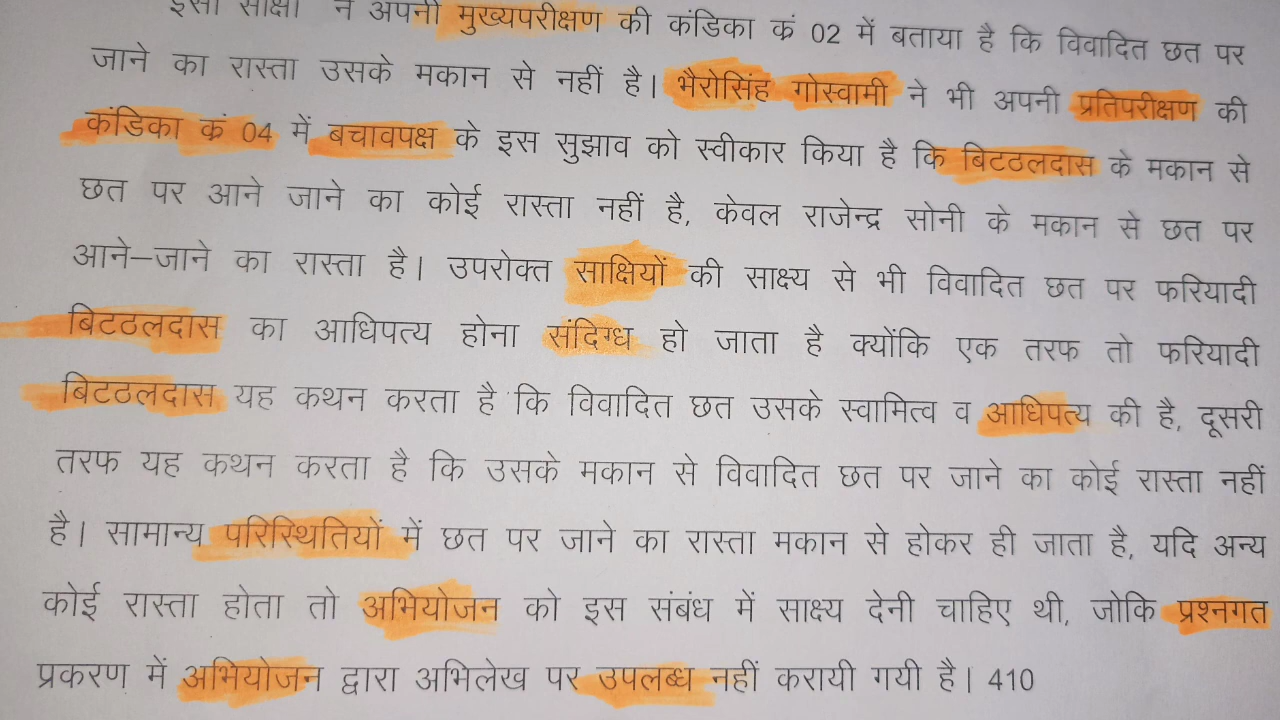 इसी साक्षी ने अपनी मुख्यपरीक्षण की कंडिका कं 02 में बताया है कि विवादित छत पर
जाने का रास्ता उसके मकान से नहीं है। भैरोसिंह गोस्वामी ने भी अपनी प्रतिपरीक्षण की
कंडिका कं 04 में बचावपक्ष के इस सुझाव को स्वीकार किया है कि बिटठलदास के मकान से
छत पर आने जाने का कोई रास्ता नहीं है, केवल राजेन्द्र सोनी के मकान से छत पर
आने–जाने का रास्ता है। उपरोक्त साक्षियों की साक्ष्य से भी विवादित छत पर फरियादी
बिटठलदास का आधिपत्य होना संदिग्ध हो जाता है क्योंकि एक तरफ तो फरियादी
बिटठलदास यह कथन करता है कि विवादित छत उसके स्वामित्व व आधिपत्य की है, दूसरी
तरफ यह कथन करता है कि उसके मकान से विवादित छत पर जाने का कोई रास्ता नहीं
है। सामान्य परिस्थितियों में छत पर जाने का रास्ता मकान से होकर ही जाता है, यदि अन्य
कोई रास्ता होता तो अभियोजन को इस संबंध में साक्ष्य देनी चाहिए थी, जोकि प्रश्नगत
प्रकरण में अभियोजन द्वारा अभिलेख पर उपलब्ध नहीं करायी गयी है। 410